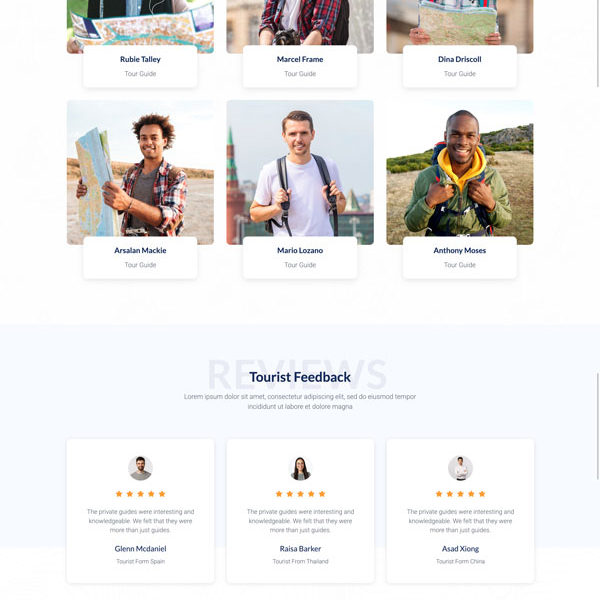 Rubie Talley
Marcel Frame
Dina Driscoll
Tour Guide
Tour Guide
Tour Guide
Arsalan Mackie
Mario Lozano
Anthony Moses
Tour Guide
Tour Guide
Tour Guide
REVIEWS
Tourist Feedback
Lorem ipsum dolor sit amet, consectetur adipiscing elit, sed do eiusmod tempor
incididunt ut labore et dolore magna
The private guides were interesting and
knowledgeable. We felt that they were
more than just guides.
Glenn Mcdaniel
Tourist Form Spain
The private guides were interesting and
knowledgeable. We felt that they were
more than just guides.
Raisa Barker
Tourist From Thailand
The private guides were interesting and
knowledgeable. We felt that they were
more than just guides.
Asad Xiong
Tourist Form China